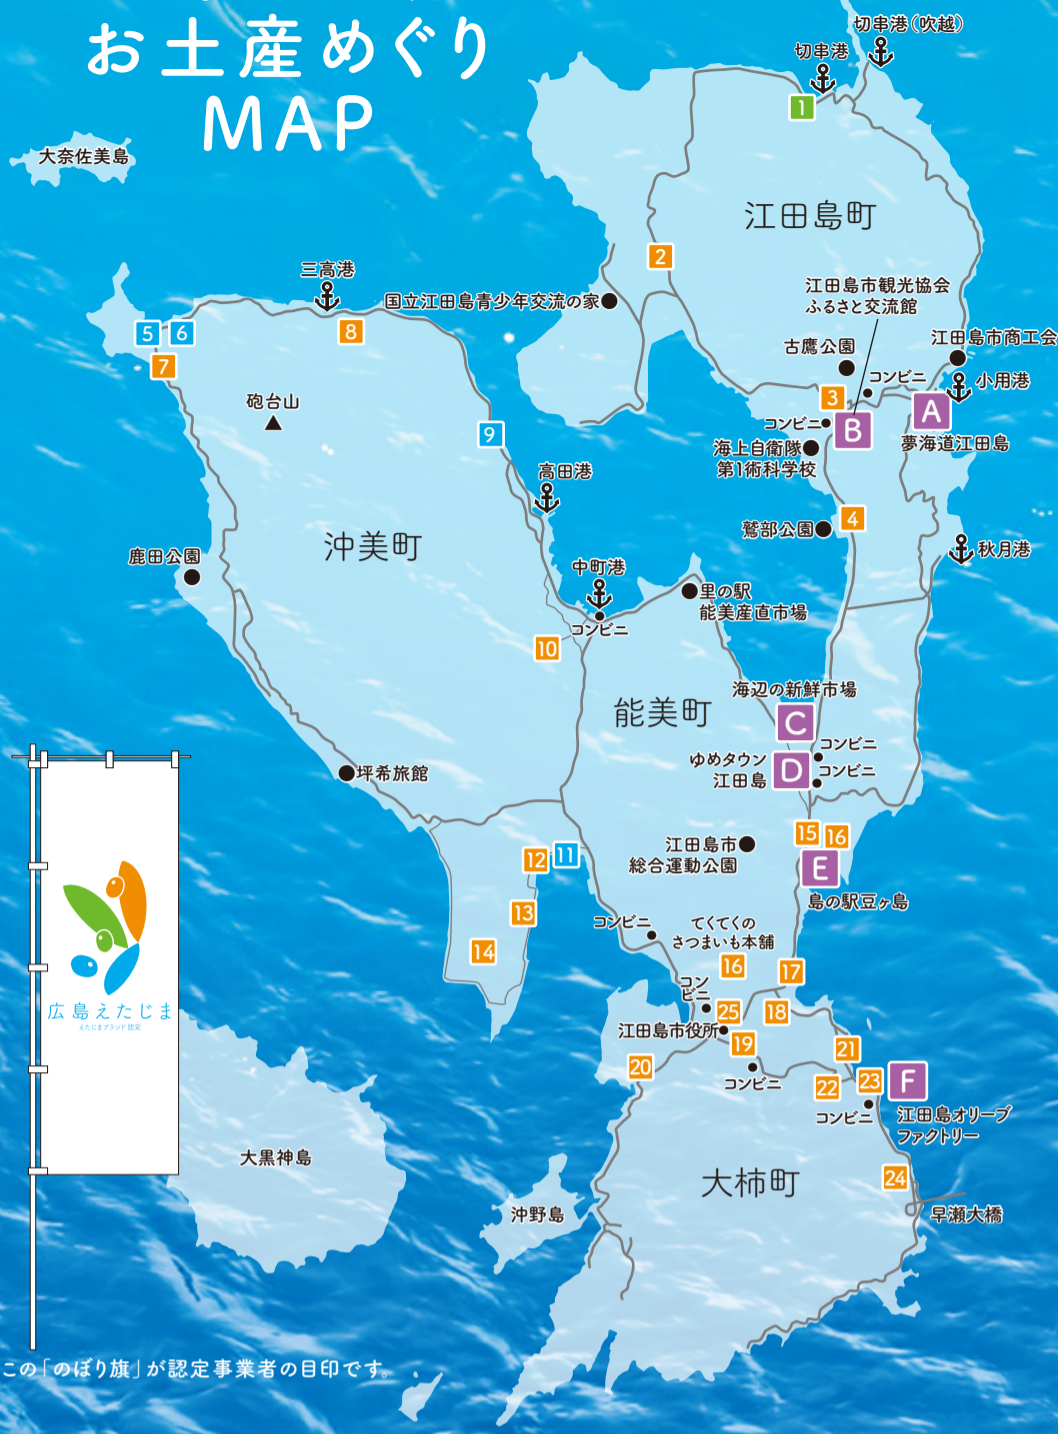 お土産めぐり
MAP
切串港(吹越)
切串港
1
大奈佐美島
江田島町
2
三高港
国立江田島青少年交流の家
江田島市観光協会
ふるさと交流館
5
6
8
7
江田島市商工会
古鷹公園
コンビニ
小用港
3
A
砲台山
コンビニ
B
9
夢海道江田島
海上自衛隊
第1術科学校
高田港
4
鷲部公園
沖美町
秋月港
鹿田公園
中町港
里の駅
能美産直市場
コンビニ
10
海辺の新鮮市場
能美町
C
コンビニ
ゆめタウン
江田島
D
コンビニ
坪希旅館
15
16
江田島市
総合運動公園
12
11
E
島の駅豆ヶ島
13
コンビニ
てくてくの
さつまいも本舗
14
16
17
コン
ビニ
25
18
江田島市役所
19
21
20
コンビニ
22
23
F
コンビニ
江田島オリーブ
ファクトリー
広島えたじま
えたじまブランド認定
大黒神島
大柿町
24
沖野島
早瀬大橋
この「のぼり旗」が認定事業者の目印です。